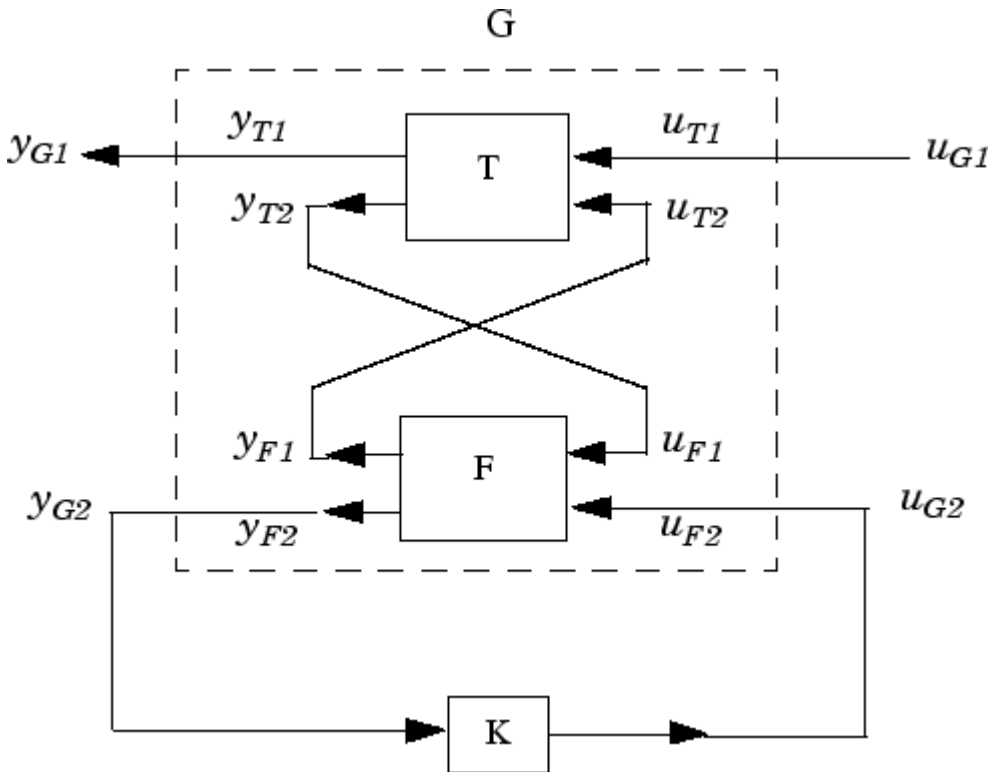 G
y_{T1} u_{T1}
y_{G1} T u_{G1}
y_{T2} u_{T2}
y_{F1} u_{F1}
F
y_{G2} u_{G2}
y_{F2} u_{F2}
K